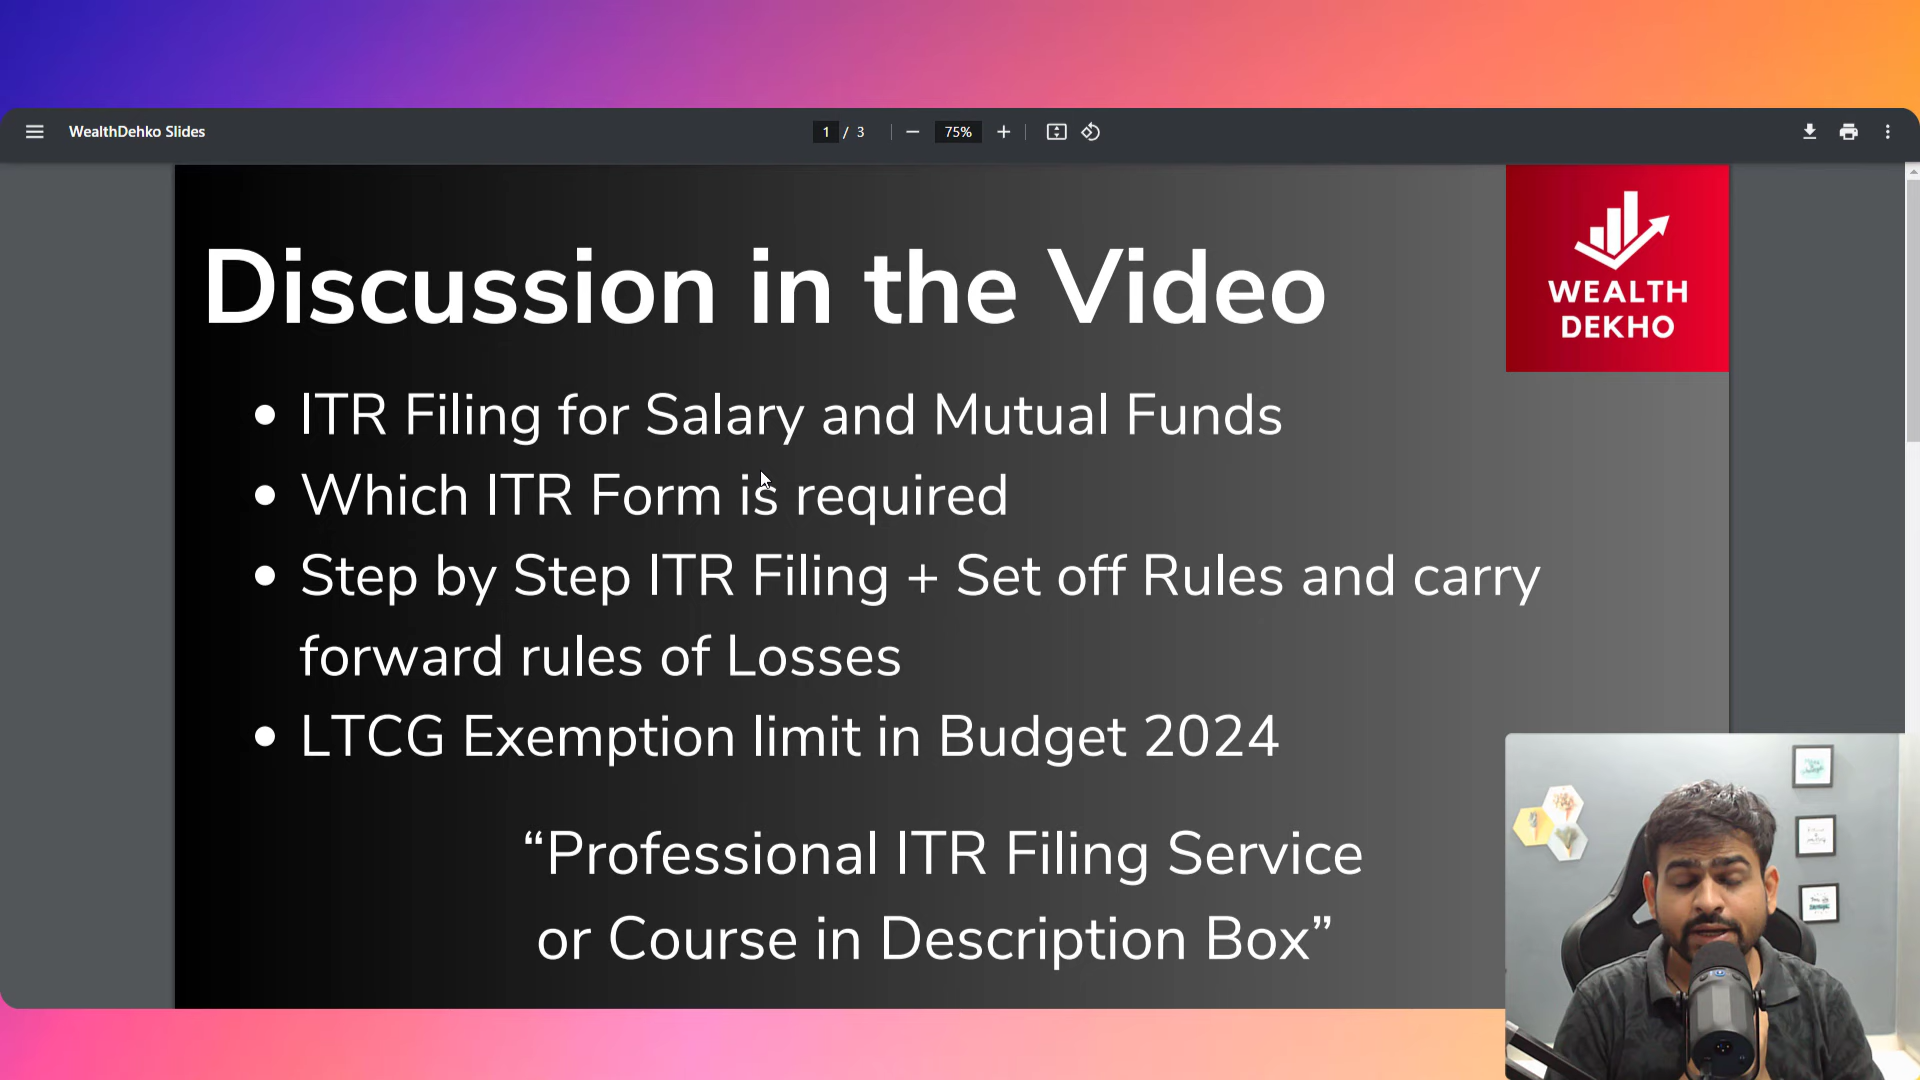 WealthDehko Slides
1 / 3
75%
WEALTH
DEKHO
Discussion in the Video
• ITR Filing for Salary and Mutual Funds
• Which ITR Form is required
• Step by Step ITR Filing + Set off Rules and carry
forward rules of Losses
• LTCG Exemption limit in Budget 2024
“Professional ITR Filing Service
or Course in Description Box”